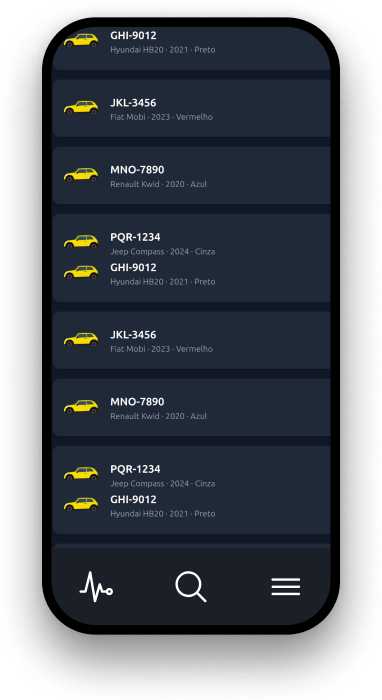 GHI-9012
Hyundai HB20 · 2021 · Preto
JKL-3456
Fiat Mobi · 2023 · Vermelho
MNO-7890
Renault Kwid · 2020 · Azul
PQR-1234
Jeep Compass · 2024 · Cinza
GHI-9012
Hyundai HB20 · 2021 · Preto
JKL-3456
Fiat Mobi · 2023 · Vermelho
MNO-7890
Renault Kwid · 2020 · Azul
PQR-1234
Jeep Compass · 2024 · Cinza
GHI-9012
Hyundai HB20 · 2021 · Preto